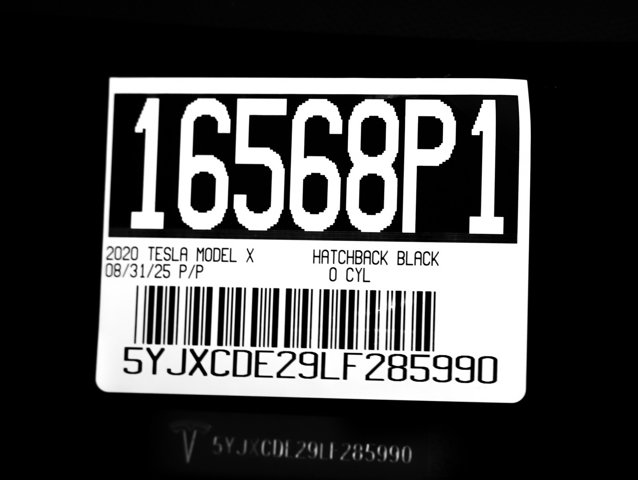 16568P1
2020 TESLA MODEL X HATCHBACK BLACK
08/31/25 P/P 0 CYL
5YJXCDE29LF285990
5YJXCDE29LF285990